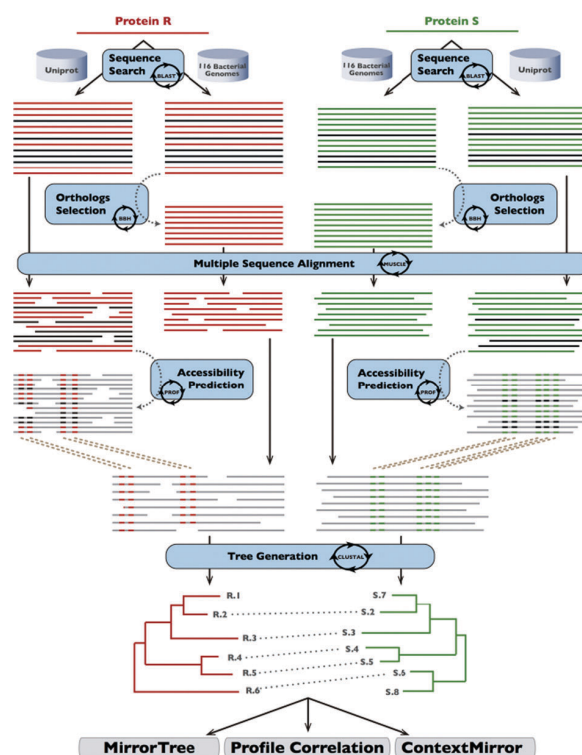 Protein R
Protein S
Uniprot
Sequence
Search
BLAST
116 Bacterial
Genomes
116 Bacterial
Genomes
Sequence
Search
BLAST
Uniprot
Orthologs
Selection
BBH
Orthologs
Selection
BBH
Multiple Sequence Alignment
MUSCLE
Accessibility
Prediction
PROF
Accessibility
Prediction
PROF
Tree Generation
CLUSTAL
R.1
S.7
R.2
S.2
R.3
S.3
R.4
S.4
R.5
S.5
R.6
S.6
S.8
MirrorTree
Profile Correlation
ContextMirror